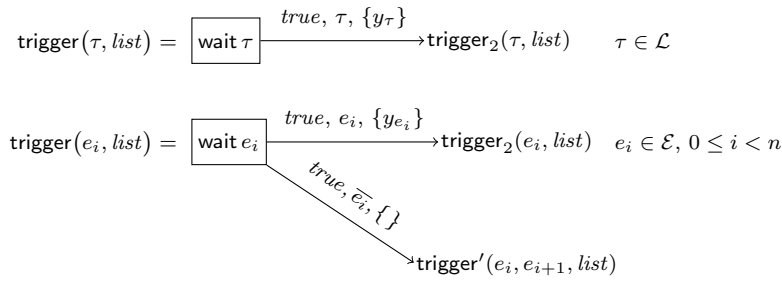 true, τ, {y_τ}
trigger(τ, list) = wait τ trigger₂(τ, list) τ ∈ ℒ
true, e_i, {y_{e_i}}
trigger(e_i, list) = wait e_i trigger₂(e_i, list) e_i ∈ ℰ, 0 ≤ i < n
true, \overline{e_i}, {}
trigger′(e_i, e_{i+1}, list)